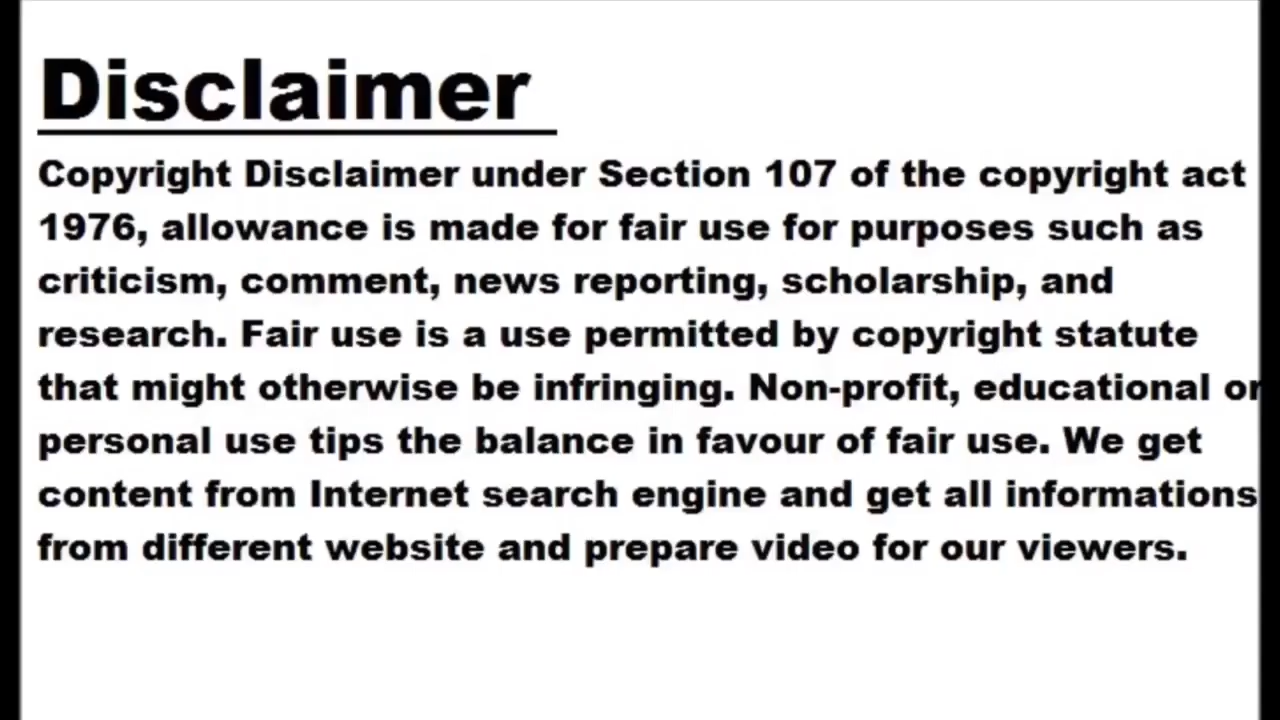 Disclaimer
Copyright Disclaimer under Section 107 of the copyright act
1976, allowance is made for fair use for purposes such as
criticism, comment, news reporting, scholarship, and
research. Fair use is a use permitted by copyright statute
that might otherwise be infringing. Non-profit, educational or
personal use tips the balance in favour of fair use. We get
content from Internet search engine and get all informations
from different website and prepare video for our viewers.